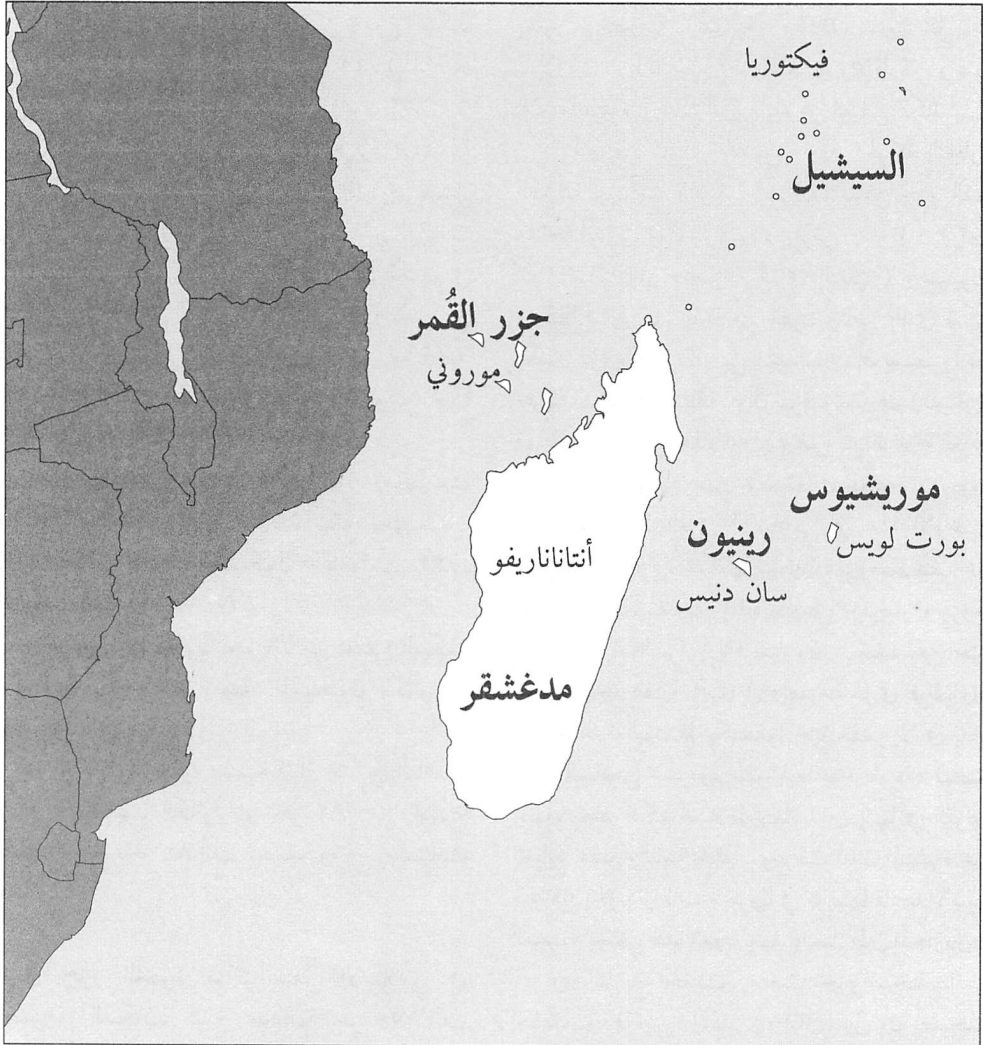 فيكتوريا
السيشيل
جزر القُمر
موروني
موريشيوس
بورت لويس
رينيون
سان دنيس
أنتاناناريفو
مدغشقر